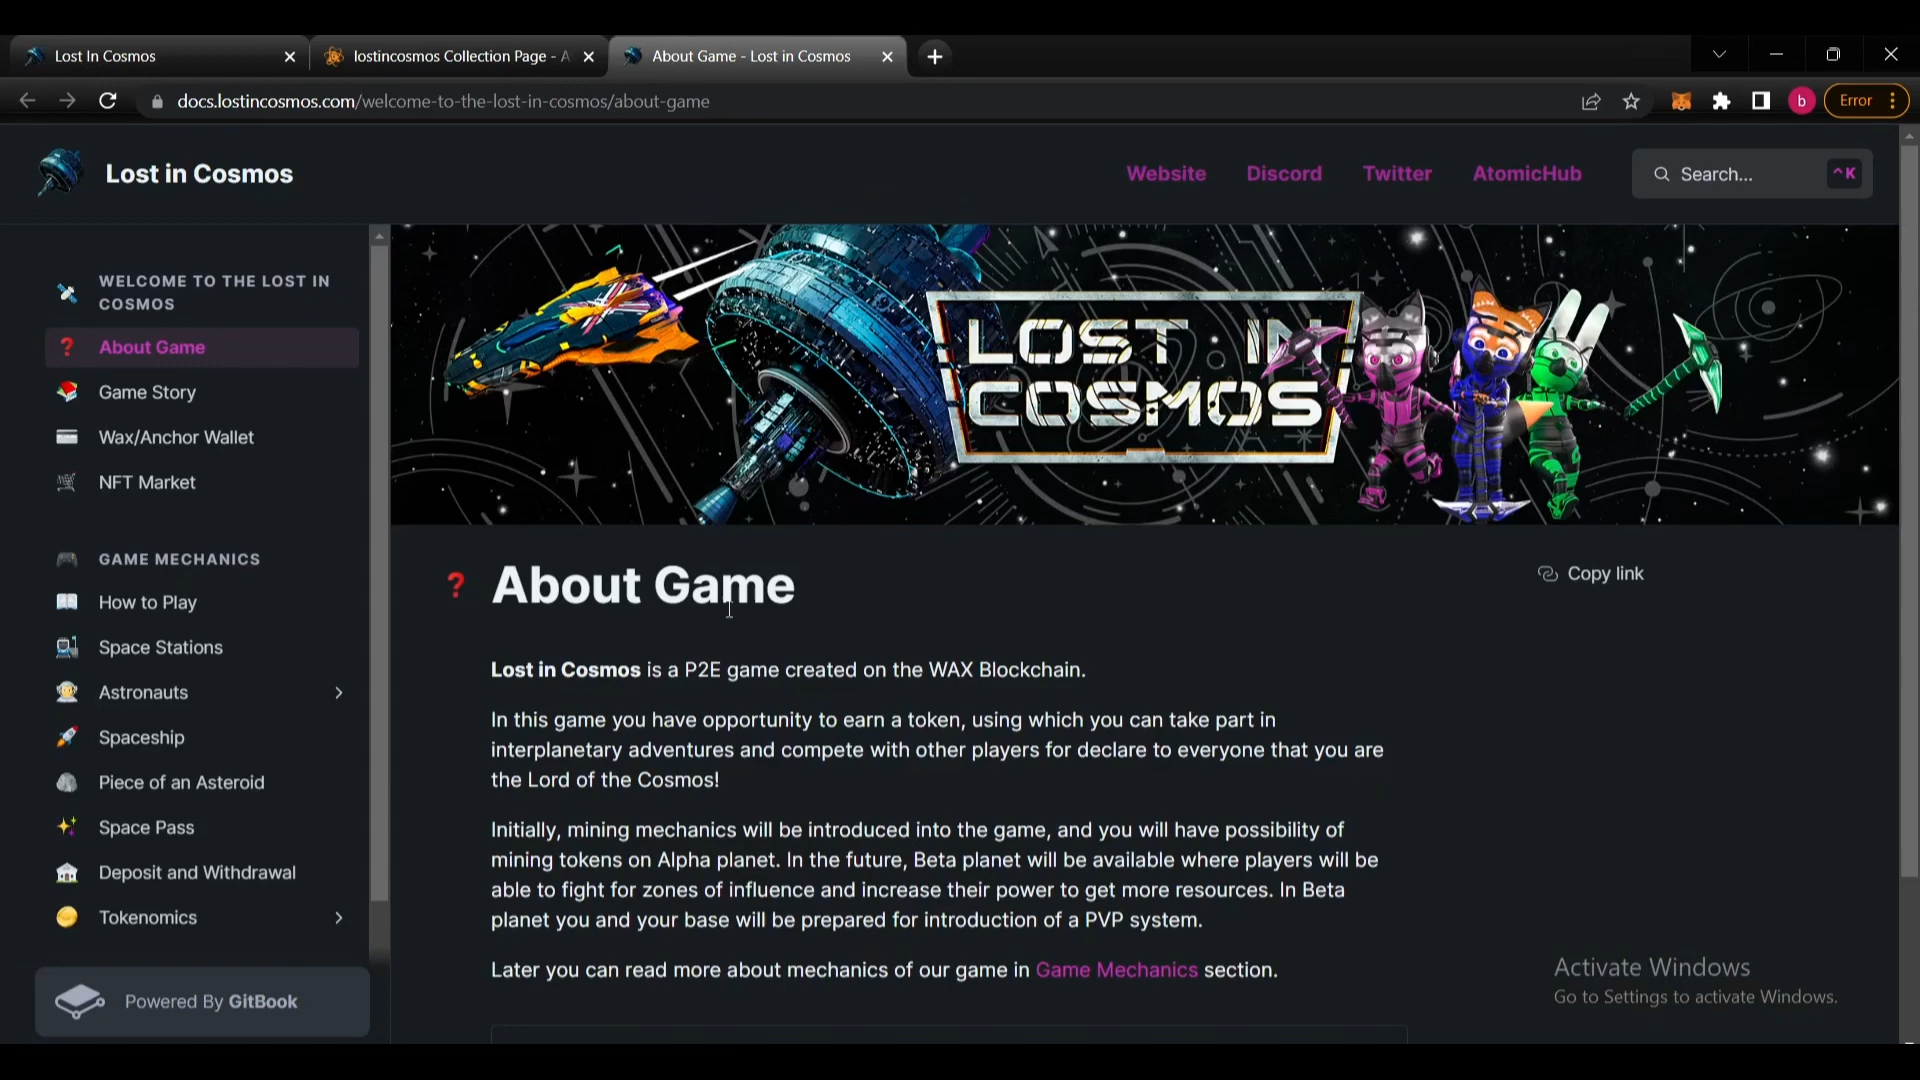 Lost In Cosmos
lostincosmos Collection Page - A
About Game - Lost in Cosmos
docs.lostincosmos.com/welcome-to-the-lost-in-cosmos/about-game
b
Error
Lost in Cosmos
Website
Discord
Twitter
AtomicHub
Search...
^K
WELCOME TO THE LOST IN
COSMOS
About Game
Game Story
Wax/Anchor Wallet
NFT Market
GAME MECHANICS
How to Play
Space Stations
Astronauts
Spaceship
Piece of an Asteroid
Space Pass
Deposit and Withdrawal
Tokenomics
Powered By GitBook
LOST IN
COSMOS
? About Game
Copy link
Lost in Cosmos is a P2E game created on the WAX Blockchain.
In this game you have opportunity to earn a token, using which you can take part in
interplanetary adventures and compete with other players for declare to everyone that you are
the Lord of the Cosmos!
Initially, mining mechanics will be introduced into the game, and you will have possibility of
mining tokens on Alpha planet. In the future, Beta planet will be available where players will be
able to fight for zones of influence and increase their power to get more resources. In Beta
planet you and your base will be prepared for introduction of a PVP system.
Later you can read more about mechanics of our game in Game Mechanics section.
Activate Windows
Go to Settings to activate Windows.